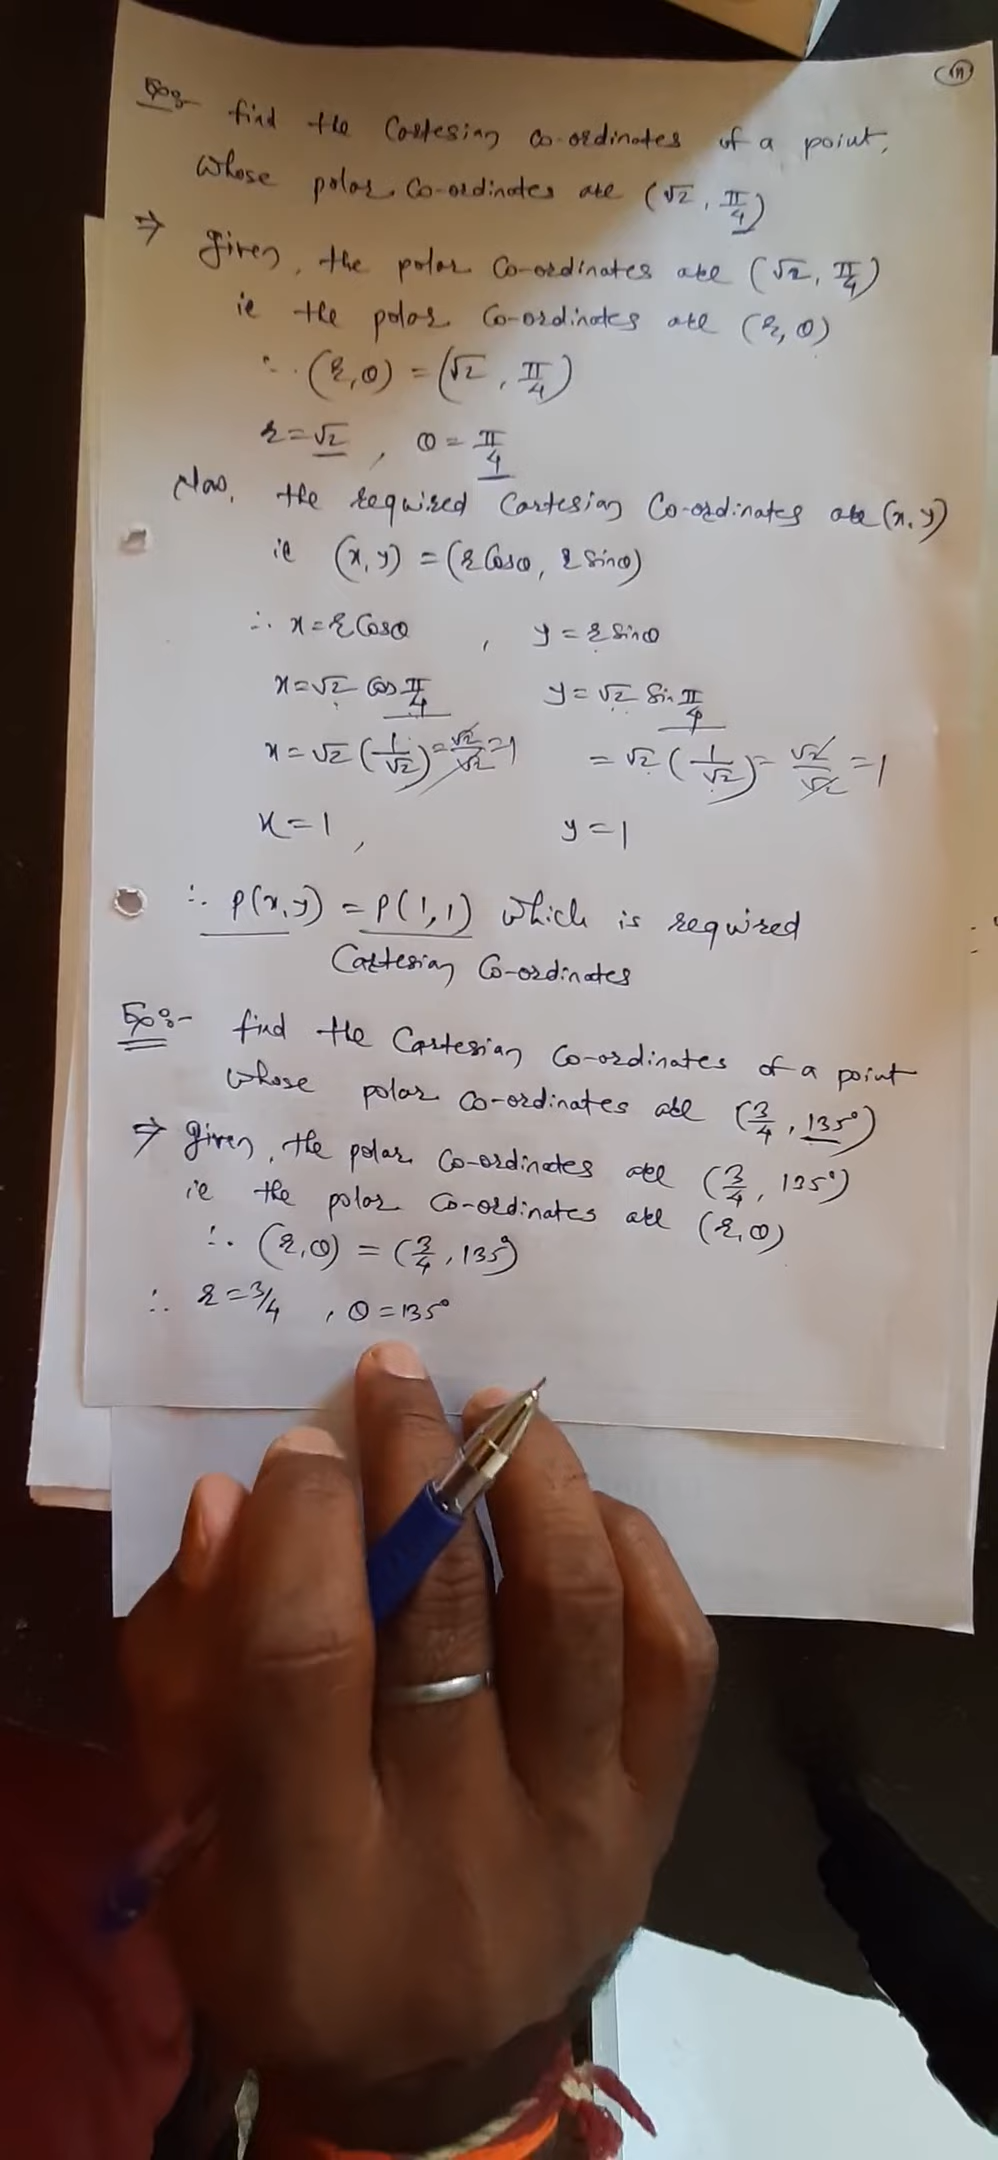 Ex:- find the Cartesian Co-ordinates of a point,
whose polar Co-ordinates are (√2, π/4)
⇒ given, the polar Co-ordinates are (√2, π/4)
ie the polar Co-ordinates are (r, θ)
∴ (r, θ) = (√2, π/4)
r = √2 , θ = π/4
Now, the required Cartesian Co-ordinates are (x, y)
ie (x, y) = (r Cosθ, r Sinθ)
∴ x = r Cosθ , y = r Sinθ
x = √2 Cos π/4 y = √2 Sin π/4
x = √2 (1/√2) = √2/√2 = 1 = √2 (1/√2) = √2/√2 = 1
x = 1 , y = 1
∴ P(x, y) = P(1, 1) which is required
Cartesian Co-ordinates
Ex:- find the Cartesian Co-ordinates of a point
whose polar Co-ordinates are (3/4, 135°)
⇒ given, the polar Co-ordinates are (3/4, 135°)
ie the polar Co-ordinates are (r, θ)
∴ (r, θ) = (3/4, 135°)
∴ r = 3/4 , θ = 135°